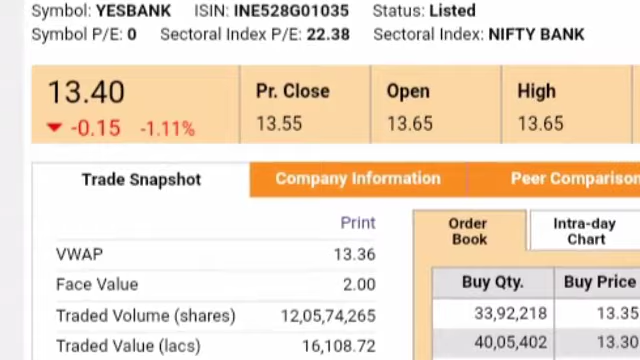 Symbol: YESBANK ISIN: INE528G01035 Status: Listed
Symbol P/E: 0 Sectoral Index P/E: 22.38 Sectoral Index: NIFTY BANK
13.40 Pr. Close Open High
-0.15 -1.11% 13.55 13.65 13.65
Trade Snapshot Company Information Peer Comparison
Print
VWAP 13.36
Face Value 2.00
Traded Volume (shares) 12,05,74,265
Traded Value (lacs) 16,108.72
Order Book Intra-day Chart
Buy Qty. Buy Price
33,92,218 13.35
40,05,402 13.30